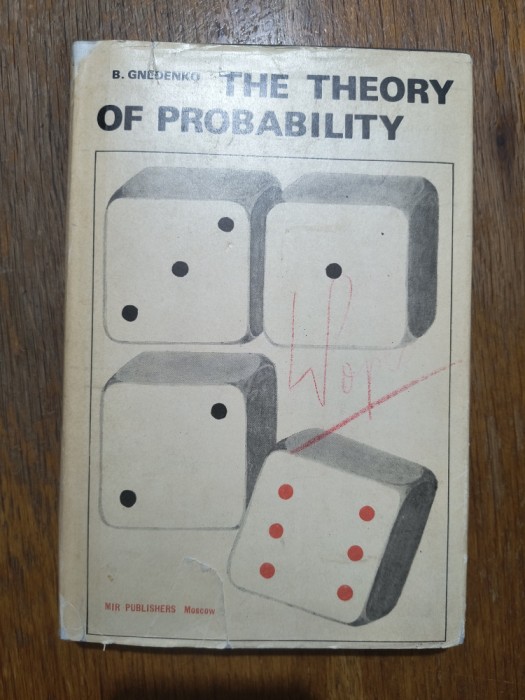 B. GNEDENKO THE THEORY
OF PROBABILITY
MIR PUBLISHERS Moscow